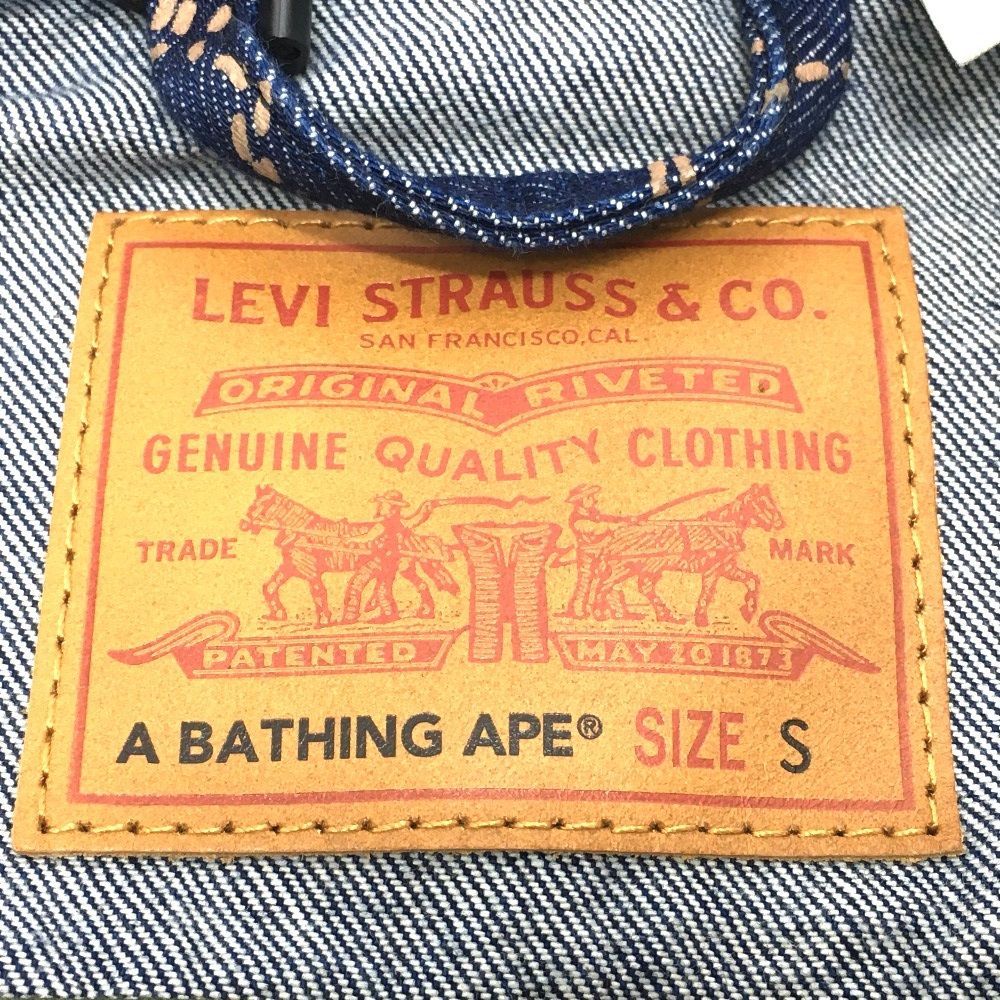 LEVI STRAUSS & CO.
SAN FRANCISCO, CAL.
ORIGINAL RIVETED
GENUINE QUALITY CLOTHING
TRADE MARK
PATENTED MAY 20 1873
A BATHING APE® SIZE S